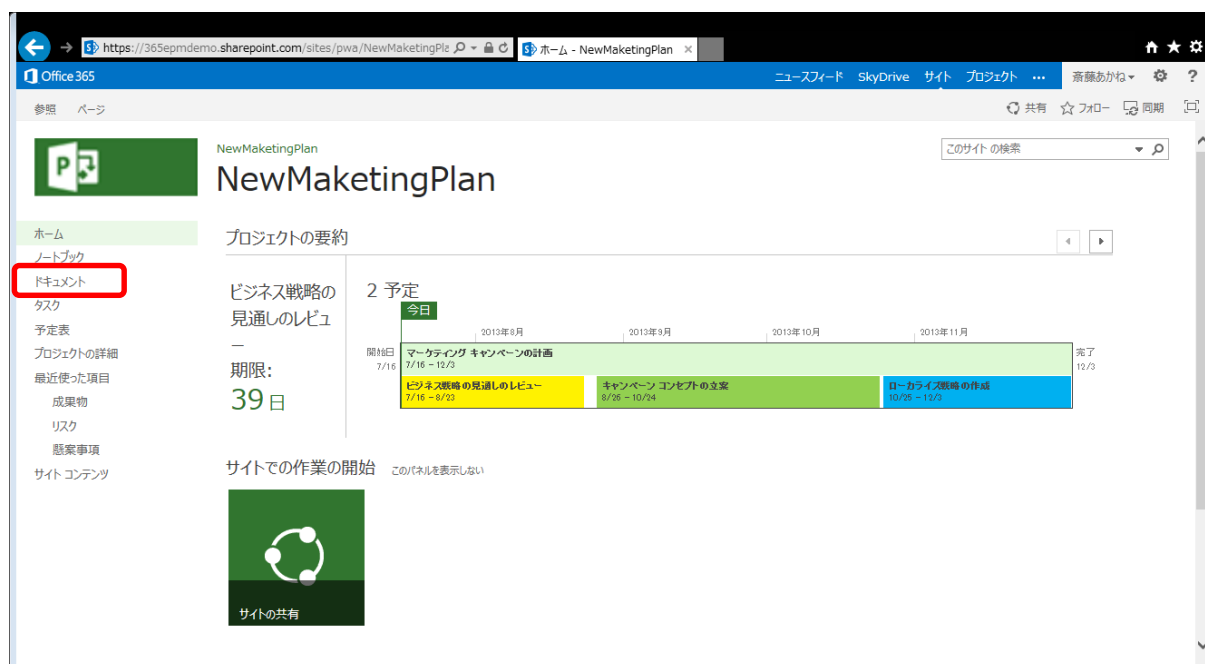 https://365epmdemo.sharepoint.com/sites/pwa/NewMaketingPla
ホーム - NewMaketingPlan
Office 365
ニュースフィード SkyDrive サイト プロジェクト ••• 斎藤あかね ?
参照 ページ
共有 フォロー 同期
P
NewMaketingPlan
NewMaketingPlan
このサイト の検索
ホーム
ノートブック
ドキュメント
タスク
予定表
プロジェクトの詳細
最近使った項目
成果物
リスク
懸案事項
サイト コンテンツ
プロジェクトの要約
ビジネス戦略の
見通しのレビュ
ー
期限:
39 日
2 予定
今日
2013年8月 2013年9月 2013年10月 2013年11月
開始日
7/16
マーケティング キャンペーンの計画
7/16 - 12/3
完了
12/3
ビジネス戦略の見通しのレビュー
7/16 - 8/23
キャンペーン コンセプトの立案
8/26 - 10/24
ローカライズ戦略の作成
10/25 - 12/3
サイトでの作業の開始 このパネルを表示しない
サイトの共有